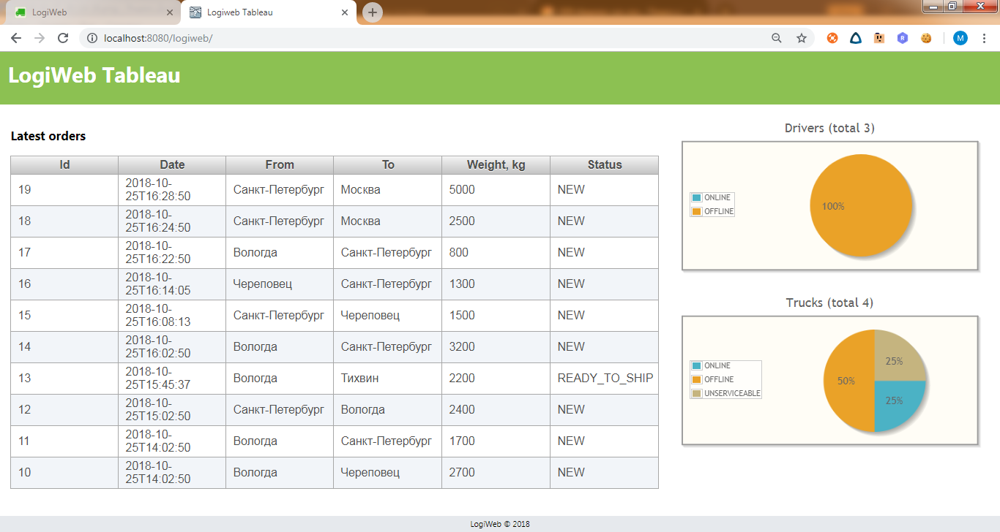 LogiWeb
Logiweb Tableau
localhost:8080/logiweb/
R
M
LogiWeb Tableau
Latest orders
Id Date From To Weight, kg Status
19 2018-10-25T16:28:50 Санкт-Петербург Москва 5000 NEW
18 2018-10-25T16:24:50 Санкт-Петербург Москва 2500 NEW
17 2018-10-25T16:22:50 Вологда Санкт-Петербург 800 NEW
16 2018-10-25T16:14:05 Череповец Санкт-Петербург 1300 NEW
15 2018-10-25T16:08:13 Санкт-Петербург Череповец 1500 NEW
14 2018-10-25T16:02:50 Вологда Санкт-Петербург 3200 NEW
13 2018-10-25T15:45:37 Вологда Тихвин 2200 READY_TO_SHIP
12 2018-10-25T15:02:50 Санкт-Петербург Вологда 2400 NEW
11 2018-10-25T14:02:50 Вологда Санкт-Петербург 1700 NEW
10 2018-10-25T14:02:50 Вологда Череповец 2700 NEW
Drivers (total 3)
ONLINE
OFFLINE
100%
Trucks (total 4)
ONLINE
OFFLINE
UNSERVICEABLE
25%
50%
25%
LogiWeb © 2018